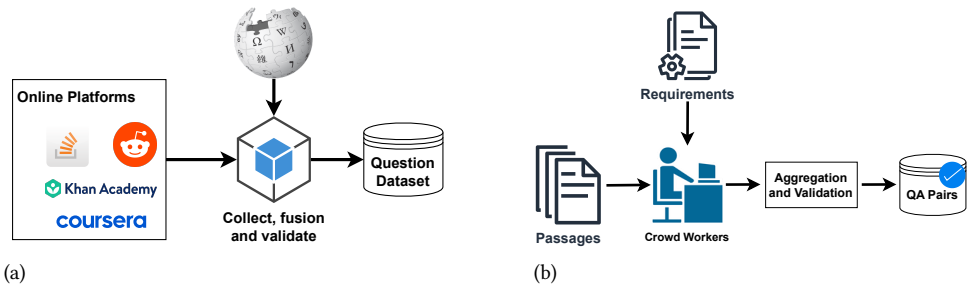 Online Platforms
Khan Academy
coursera
Collect, fusion
and validate
Question
Dataset
(a)
Requirements
Passages
Crowd Workers
Aggregation
and Validation
QA Pairs
(b)